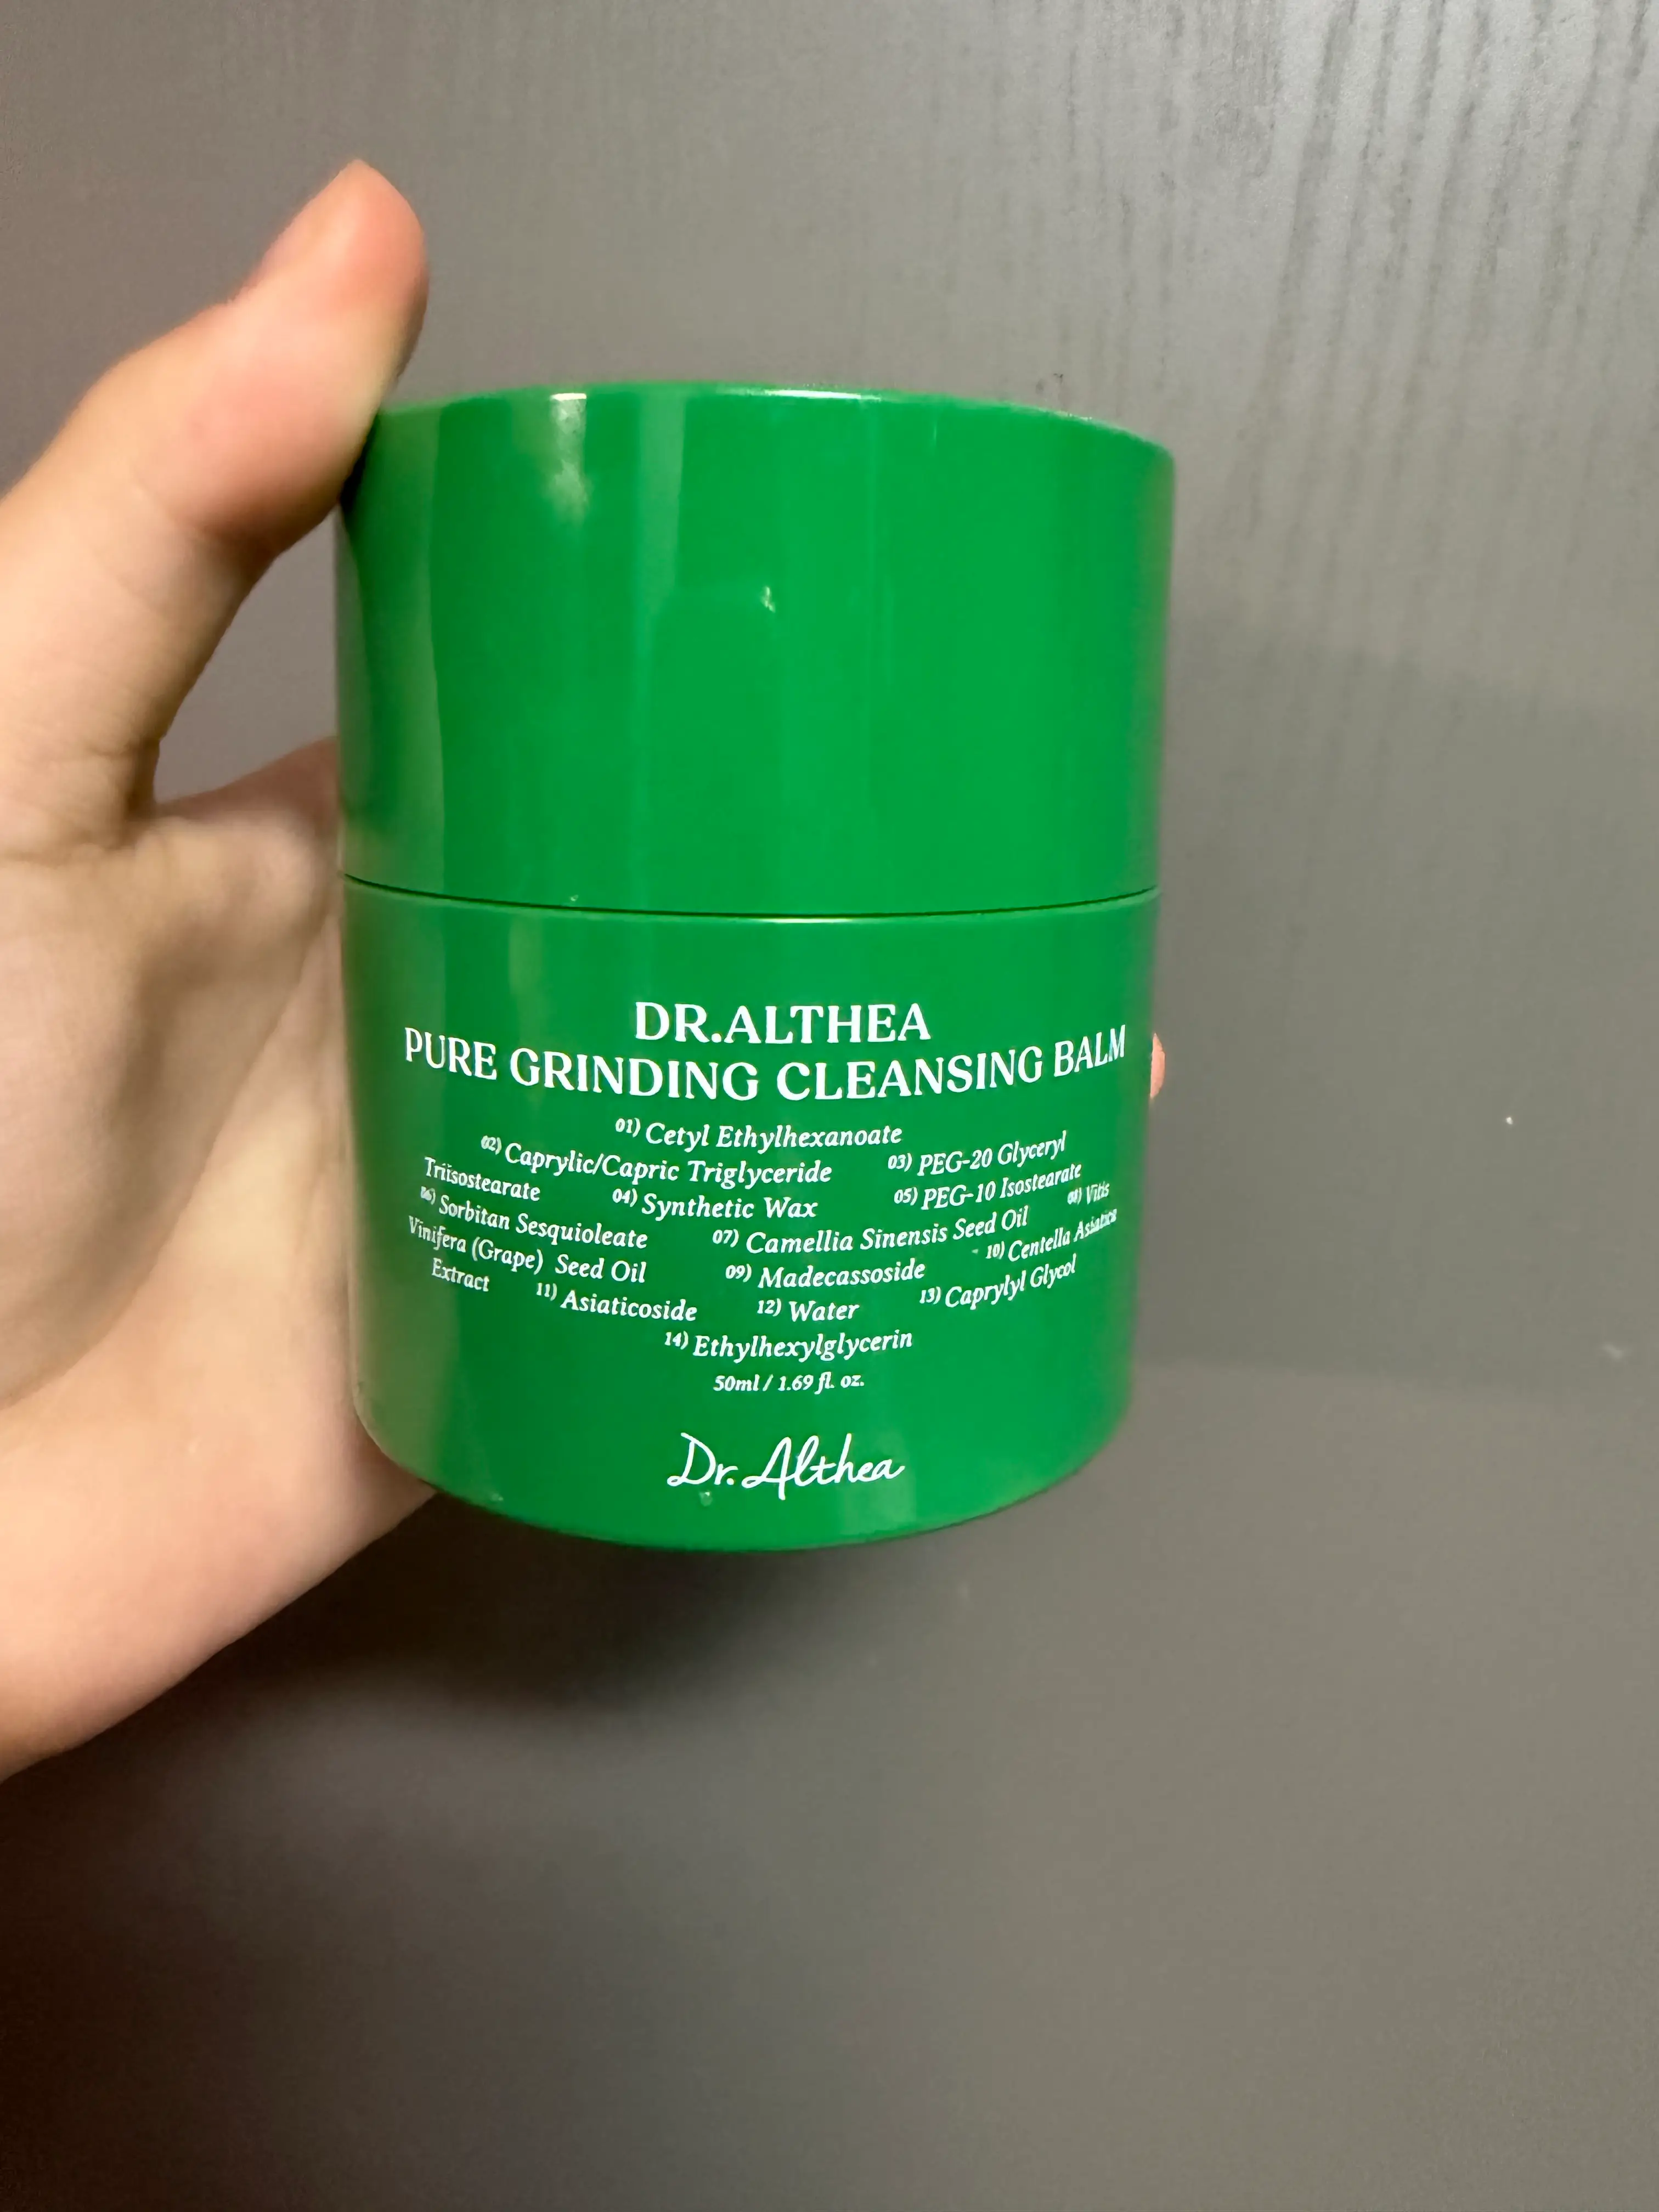 DR.ALTHEA
PURE GRINDING CLEANSING BALM
01) Cetyl Ethylhexanoate
02) Caprylic/Capric Triglyceride 03) PEG-20 Glyceryl
Triisostearate 04) Synthetic Wax 05) PEG-10 Isostearate
06) Sorbitan Sesquioleate 07) Camellia Sinensis Seed Oil 08) Vitis
Vinifera (Grape) Seed Oil 09) Madecassoside 10) Centella Asiatica
Extract 11) Asiaticoside 12) Water 13) Caprylyl Glycol
14) Ethylhexylglycerin
50ml / 1.69 fl. oz.
Dr. Althea